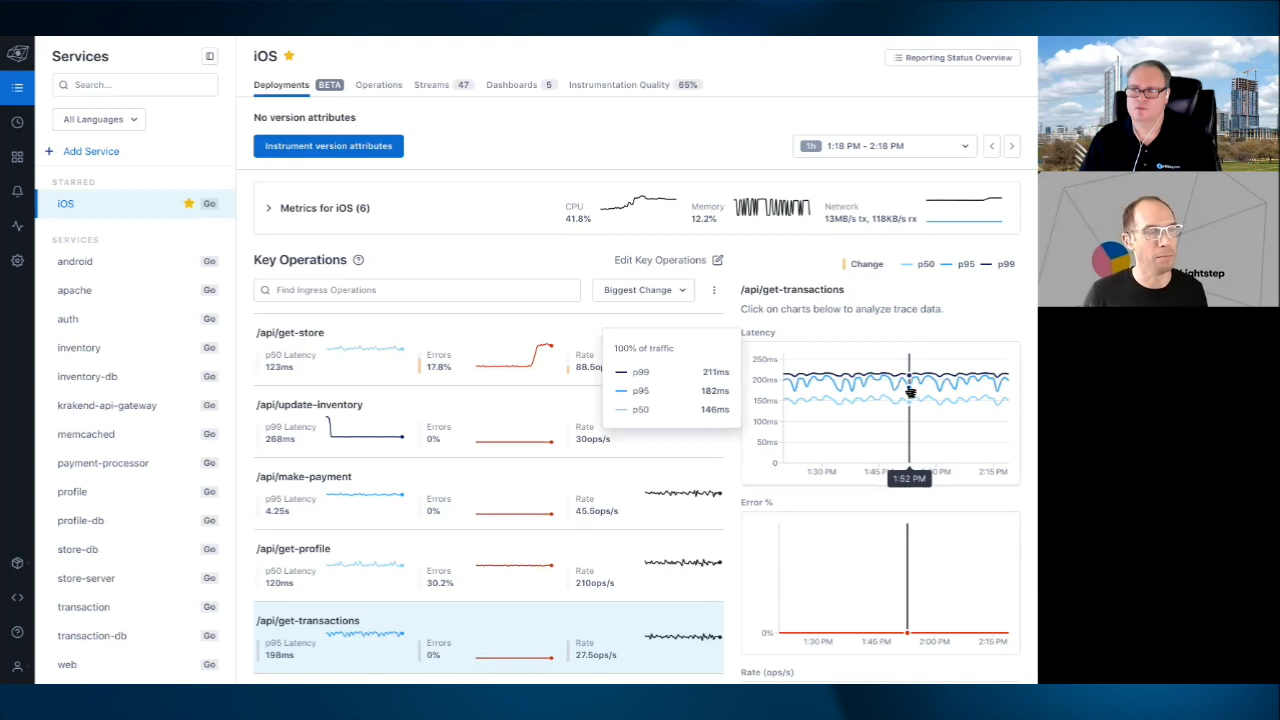 Services
Search...
All Languages
+ Add Service
STARRED
iOS Go
SERVICES
android Go
apache Go
auth Go
inventory Go
inventory-db Go
krakend-api-gateway Go
memcached Go
payment-processor Go
profile Go
profile-db Go
store-db Go
store-server Go
transaction Go
transaction-db Go
web Go
iOS
Reporting Status Overview
Deployments BETA Operations Streams 47 Dashboards 5 Instrumentation Quality 65%
No version attributes
Instrument version attributes
1h 1:18 PM - 2:18 PM
Metrics for iOS (6)
CPU
41.8%
Memory
12.2%
Network
13MB/s tx, 118KB/s rx
Key Operations
Edit Key Operations
Find Ingress Operations
Biggest Change
/api/get-store
p50 Latency
123ms
Errors
17.8%
Rate
88.5o
/api/update-inventory
p99 Latency
268ms
Errors
0%
Rate
30ops/s
/api/make-payment
p95 Latency
4.25s
Errors
0%
Rate
45.5ops/s
/api/get-profile
p50 Latency
120ms
Errors
30.2%
Rate
210ops/s
/api/get-transactions
p95 Latency
198ms
Errors
0%
Rate
27.5ops/s
100% of traffic
p99 211ms
p95 182ms
p50 146ms
Change p50 p95 p99
/api/get-transactions
Click on charts below to analyze trace data.
Latency
250ms
200ms
150ms
100ms
50ms
0
1:30 PM 1:45 PM 2:15 PM
1:52 PM
Error %
0%
1:30 PM 1:45 PM 2:00 PM 2:15 PM
Rate (ops/s)
Lightstep